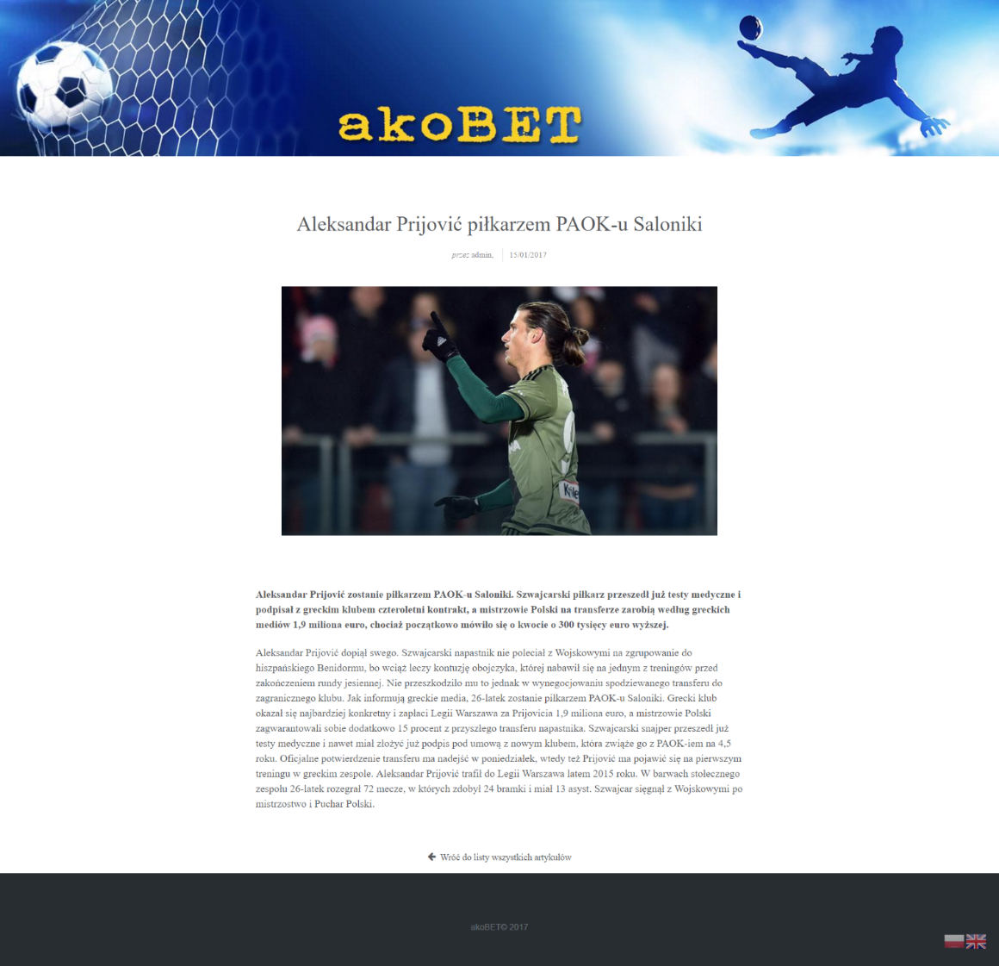 akoBET
Aleksandar Prijović piłkarzem PAOK-u Saloniki
przez admin, 15/01/2017
Aleksandar Prijović zostanie piłkarzem PAOK-u Saloniki. Szwajcarski piłkarz przeszedł już testy medyczne i
podpisał z greckim klubem czteroletni kontrakt, a mistrzowie Polski na transferze zarobią według greckich
mediów 1,9 miliona euro, chociaż początkowo mówiło się o kwocie o 300 tysięcy euro wyższej.
Aleksandar Prijović dopiął swego. Szwajcarski napastnik nie poleciał z Wojskowymi na zgrupowanie do
hiszpańskiego Benidormu, bo wciąż leczy kontuzję obojczyka, której nabawił się na jednym z treningów przed
zakończeniem rundy jesiennej. Nie przeszkodziło mu to jednak w wynegocjowaniu spodziewanego transferu do
zagranicznego klubu. Jak informują greckie media, 26-latek zostanie piłkarzem PAOK-u Saloniki. Grecki klub
okazał się najbardziej konkretny i zapłaci Legii Warszawa za Prijovicia 1,9 miliona euro, a mistrzowie Polski
zagwarantowali sobie dodatkowo 15 procent z przyszłego transferu napastnika. Szwajcarski snajper przeszedł już
testy medyczne i nawet miał złożyć już podpis pod umową z nowym klubem, która zwiąże go z PAOK-iem na 4,5
roku. Oficjalne potwierdzenie transferu ma nadejść w poniedziałek, wtedy też Prijović ma pojawić się na pierwszym
treningu w greckim zespole. Aleksandar Prijović trafił do Legii Warszawa latem 2015 roku. W barwach stołecznego
zespołu 26-latek rozegrał 72 mecze, w których zdobył 24 bramki i miał 13 asyst. Szwajcar sięgnął z Wojskowymi po
mistrzostwo i Puchar Polski.
Wróć do listy wszystkich artykułów
akoBET© 2017